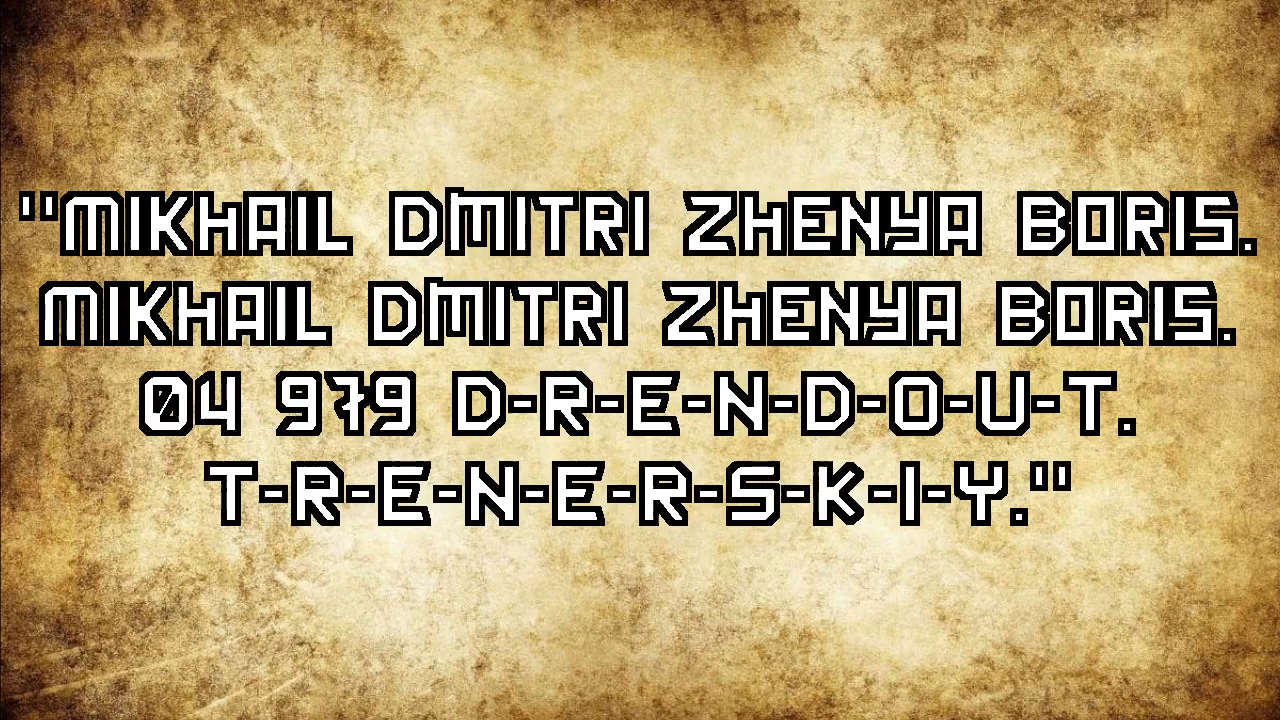 "MIKHAIL DMITRI ZHENYA BORIS.
MIKHAIL DMITRI ZHENYA BORIS.
04 979 D-R-E-N-D-O-U-T.
T-R-E-N-E-R-S-K-I-Y."